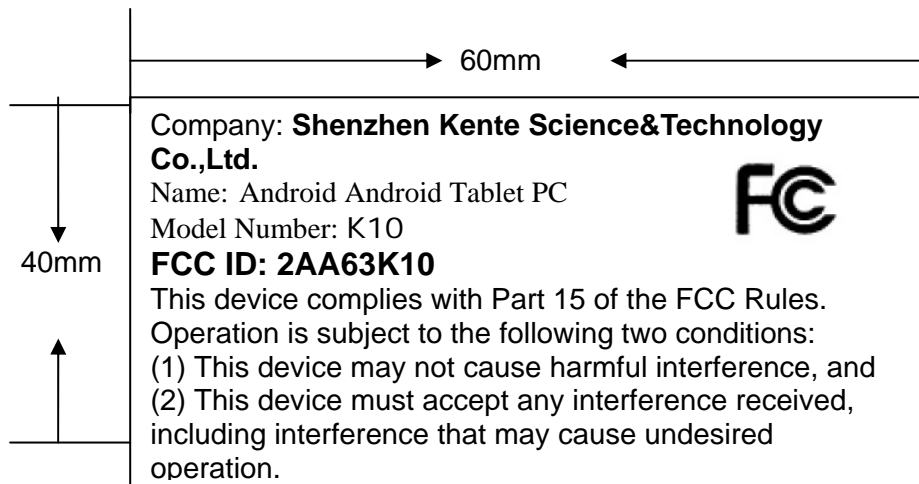 60mm
Company: Shenzhen Kente Science&Technology
Co.,Ltd.
Name: Android Android Tablet PC
Model Number: K10
FCC ID: 2AA63K10
This device complies with Part 15 of the FCC Rules.
Operation is subject to the following two conditions:
(1) This device may not cause harmful interference, and
(2) This device must accept any interference received,
including interference that may cause undesired
operation.
FC
40mm